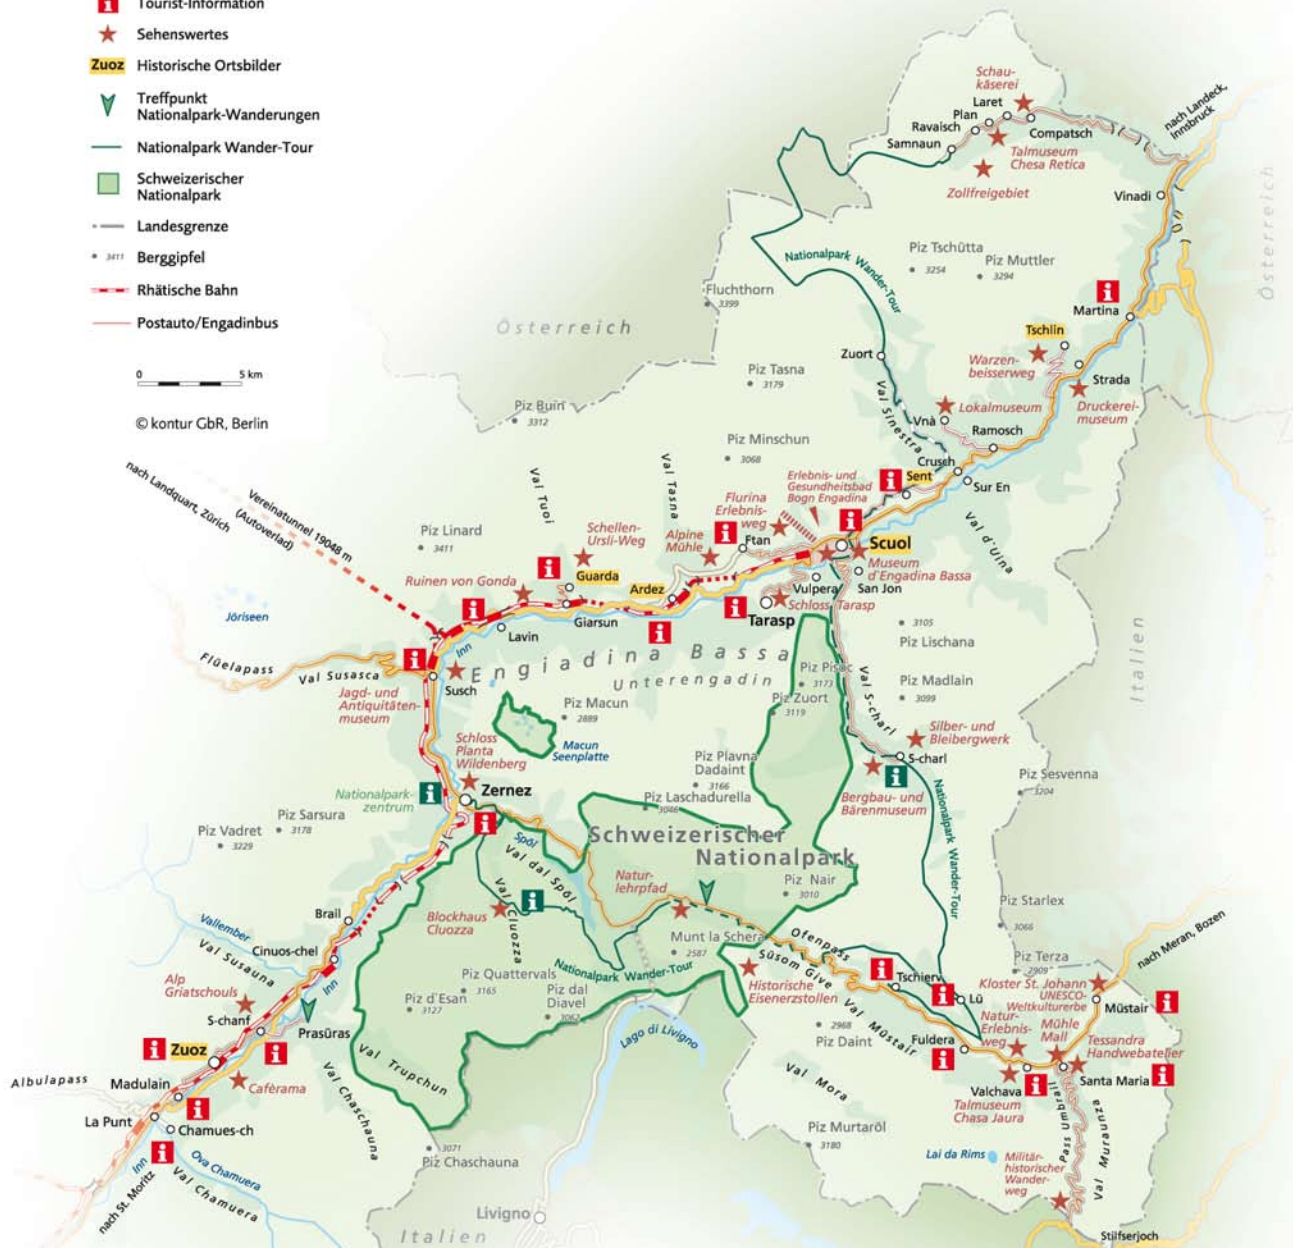 Tourist-Information
Sehenswertes
Zuoz Historische Ortsbilder
Treffpunkt
Nationalpark-Wanderungen
Nationalpark Wander-Tour
Schweizerischer
Nationalpark
Landesgrenze
3411 Berggipfel
Rhätische Bahn
Postauto/Engadinbus
0 5 km
© kontur GbR, Berlin
Schau-
käserei
Laret
Plan
Ravaisch
Samnaun
Compatsch
Talmuseum
Chesa Retica
Zollfreigebiet
nach Landeck,
Innsbruck
Vinadi
Österreich
Piz Tschütta
3254
Piz Muttler
3294
Nationalpark Wander-Tour
Fluchthorn
3399
Österreich
Martina
Tschlin
Warzen-
beisserweg
Strada
Druckerei-
museum
Zuort
Piz Tasna
3179
Val Sinestra
Lokalmuseum
Vnà
Ramosch
Piz Buin
3312
Piz Minschun
3068
Crusch
Sent
Sur En
Erlebnis- und
Gesundheitsbad
Bogn Engadina
Val Tuoi
Val Tasna
Flurina
Erlebnis-
weg
nach Landquart, Zürich
Vereinatunnel 19048 m
(Autoverlad)
Piz Linard
3411
Schellen-
Ursli-Weg
Alpine
Mühle
Ftan
Scuol
Val d'Uina
Museum
d'Engadina Bassa
San Jon
Ruinen von Gonda
Guarda
Ardez
Vulpera
Schloss Tarasp
Tarasp
Giarsun
Lavin
Jöriseen
3105
Piz Lischana
Italien
Inn
Engiadina Bassa
Unterengadin
Flüelapass
Val Susasca
Susch
Jagd- und
Antiquitäten-
museum
Piz Pisoc
3173
Piz Zuort
3119
Val S-charl
Piz Madlain
3099
Piz Macun
2889
Macun
Seenplatte
Silber- und
Bleibergwerk
S-charl
Schloss
Planta
Wildenberg
Piz Plavna
Dadaint
3166
Piz Sesvenna
3204
Nationalpark-
zentrum
Zernez
Piz Laschadurella
3046
Bergbau- und
Bärenmuseum
Nationalpark Wander-Tour
Piz Sarsura
3178
Piz Vadret
3229
Schweizerischer
Nationalpark
Spöl
Val dal Spöl
Natur-
lehrpfad
Piz Nair
3010
Blockhaus
Cluozza
Val Cluozza
Brail
Piz Starlex
3066
Vallember
Cinuos-chel
Munt la Schera
2587
Ofenpass
nach Meran, Bozen
Val Susauna
Nationalpark Wander-Tour
Süsom Give
Piz Terza
2909
Piz Quattervals
3165
Historische
Eisenerzstollen
Tschierv
Lü
Kloster St. Johann
UNESCO-
Weltkulturerbe
Müstair
Alp
Griatschouls
Inn
Piz d'Esan
3127
Piz dal
Diavel
3062
Val Müstair
Natur-
Erlebnis-
weg
Mühle
Mall
S-chanf
Prasüras
Lago di Livigno
2968
Piz Daint
Fuldera
Tessandra
Handwebatelier
Zuoz
Val Trupchun
Albulapass
Madulain
Cafèrama
Val Mora
Valchava
Santa Maria
Talmuseum
Chasa Jaura
La Punt
Chamues-ch
Val Chaschauna
Pass Umbrail
Val Muranza
Piz Murtaröl
3180
3071
Piz Chaschauna
Inn
nach St. Moritz
Ova Chamuera
Val Chamuera
Lai da Rims
Militär-
historischer
Wander-
weg
Livigno
Italien
Stilfserjoch